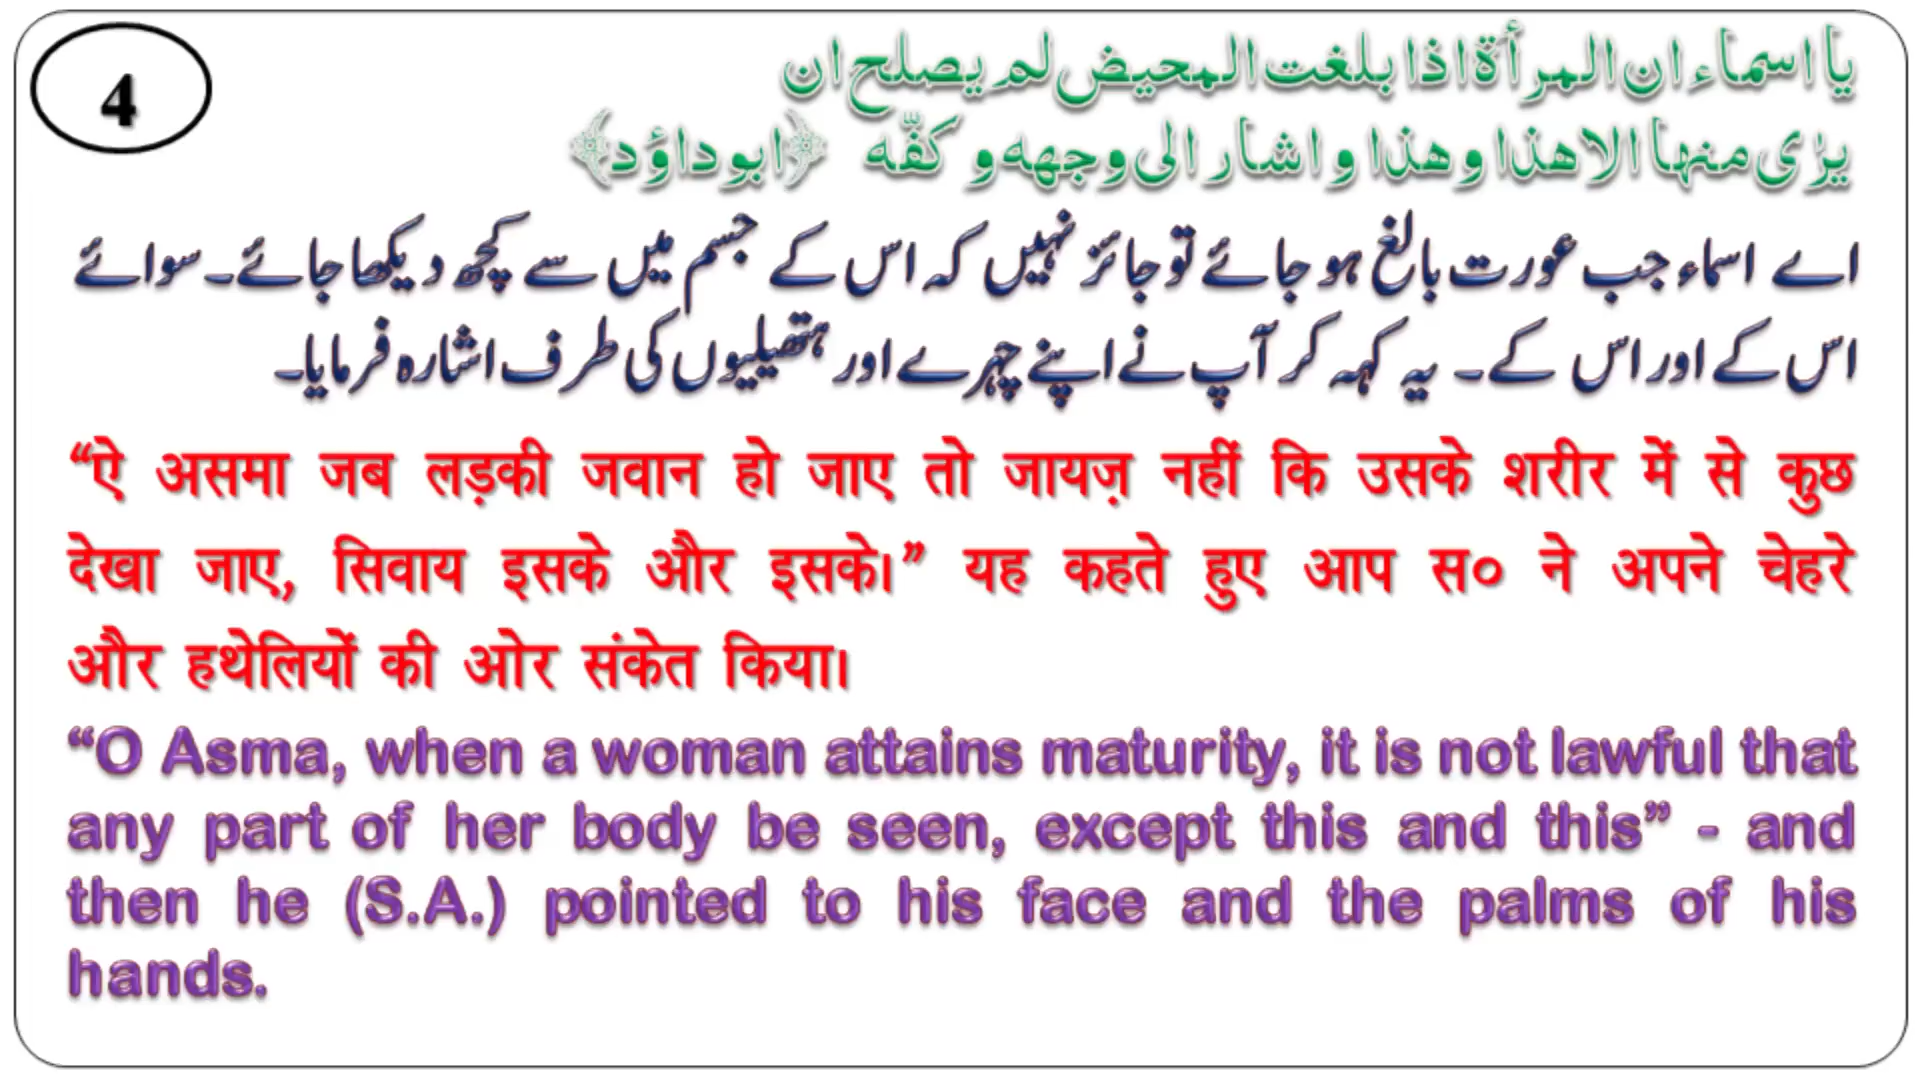 4
يا اسماء ان المرأة اذا بلغت المحيض لم يصلح ان
يرٰى منها الا هذا و هذا و اشار الى وجهه و كفّه ﴿ابوداؤد﴾
اے اسماء جب عورت بالغ ہو جائے تو جائز نہیں کہ اس کے جسم میں سے کچھ دیکھا جائے۔ سوائے
اس کے اور اس کے۔ یہ کہہ کر آپ نے اپنے چہرے اور ہتھیلیوں کی طرف اشارہ فرمایا۔
“ऐ असमा जब लड़की जवान हो जाए तो जायज़ नहीं कि उसके शरीर में से कुछ
देखा जाए, सिवाय इसके और इसके।” यह कहते हुए आप स० ने अपने चेहरे
और हथेलियों की ओर संकेत किया।
“O Asma, when a woman attains maturity, it is not lawful that
any part of her body be seen, except this and this” - and
then he (S.A.) pointed to his face and the palms of his
hands.